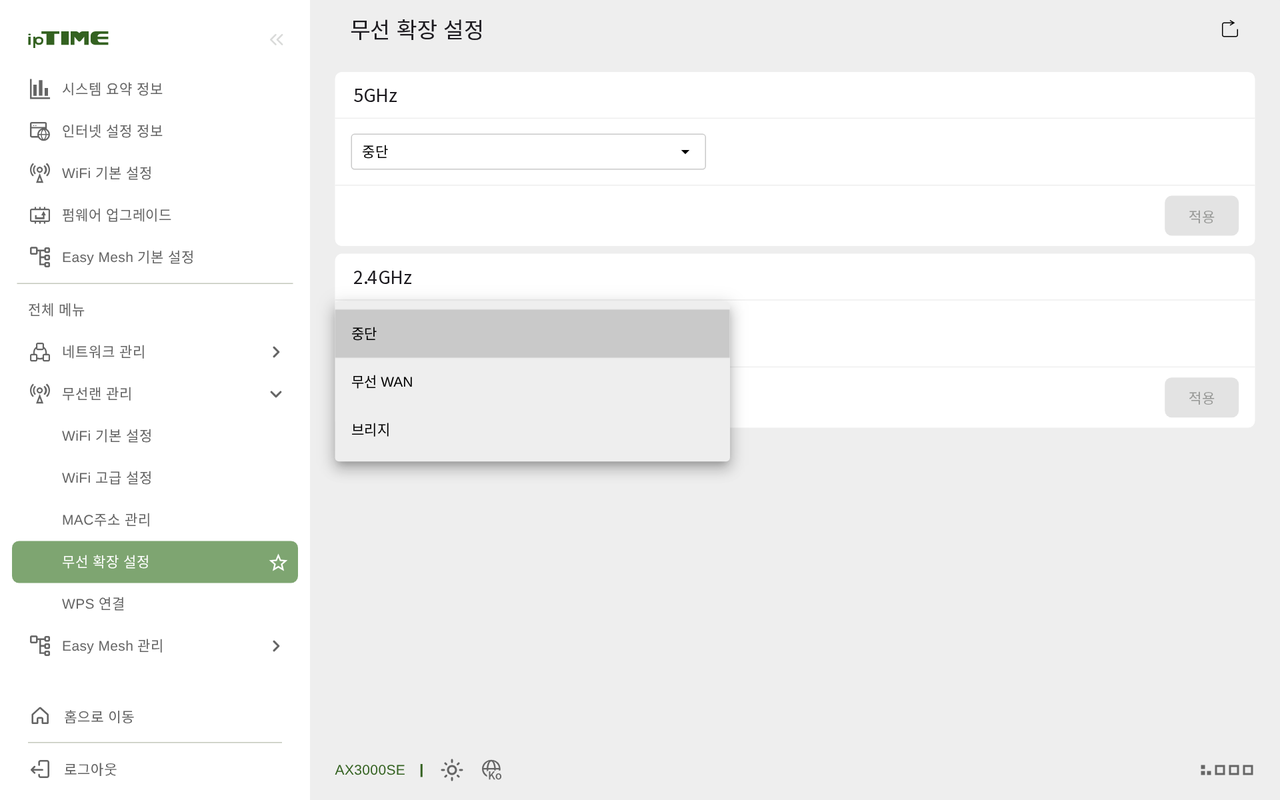 ipTIME
시스템 요약 정보
인터넷 설정 정보
WiFi 기본 설정
펌웨어 업그레이드
Easy Mesh 기본 설정
전체 메뉴
네트워크 관리
무선랜 관리
WiFi 기본 설정
WiFi 고급 설정
MAC주소 관리
무선 확장 설정
WPS 연결
Easy Mesh 관리
홈으로 이동
로그아웃
무선 확장 설정
5GHz
중단
적용
2.4GHz
중단
무선 WAN
브리지
적용
AX3000SE
Ko